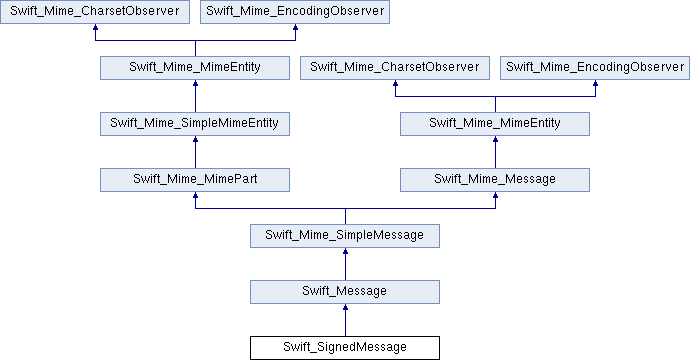 Swift_Mime_CharsetObserver
Swift_Mime_EncodingObserver
Swift_Mime_MimeEntity
Swift_Mime_CharsetObserver
Swift_Mime_EncodingObserver
Swift_Mime_SimpleMimeEntity
Swift_Mime_MimeEntity
Swift_Mime_MimePart
Swift_Mime_Message
Swift_Mime_SimpleMessage
Swift_Message
Swift_SignedMessage